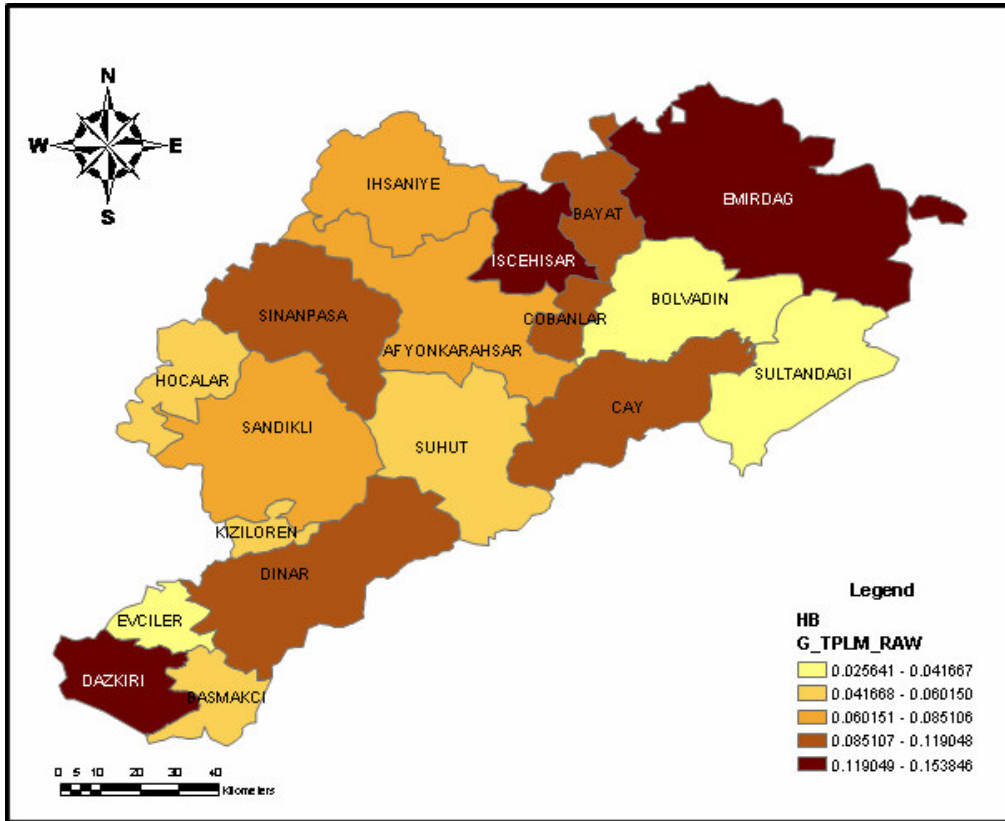 N
W E
S
IHSANIYE
EMIRDAG
BAYAT
ISCEHISAR
BOLVADIN
SINANPASA
COBANLAR
AFYONKARAHSAR
HOCALAR
SULTANDAGI
CAY
SANDIKLI
SUHUT
KIZILOREN
DINAR
EVCILER
DAZKIRI
BASMAKCI
Legend
HB
G_TPLM_RAW
0.025641 - 0.041667
0.041668 - 0.060150
0.060151 - 0.085106
0.085107 - 0.119048
0.119049 - 0.153846
0 5 10 20 30 40
Kilometers